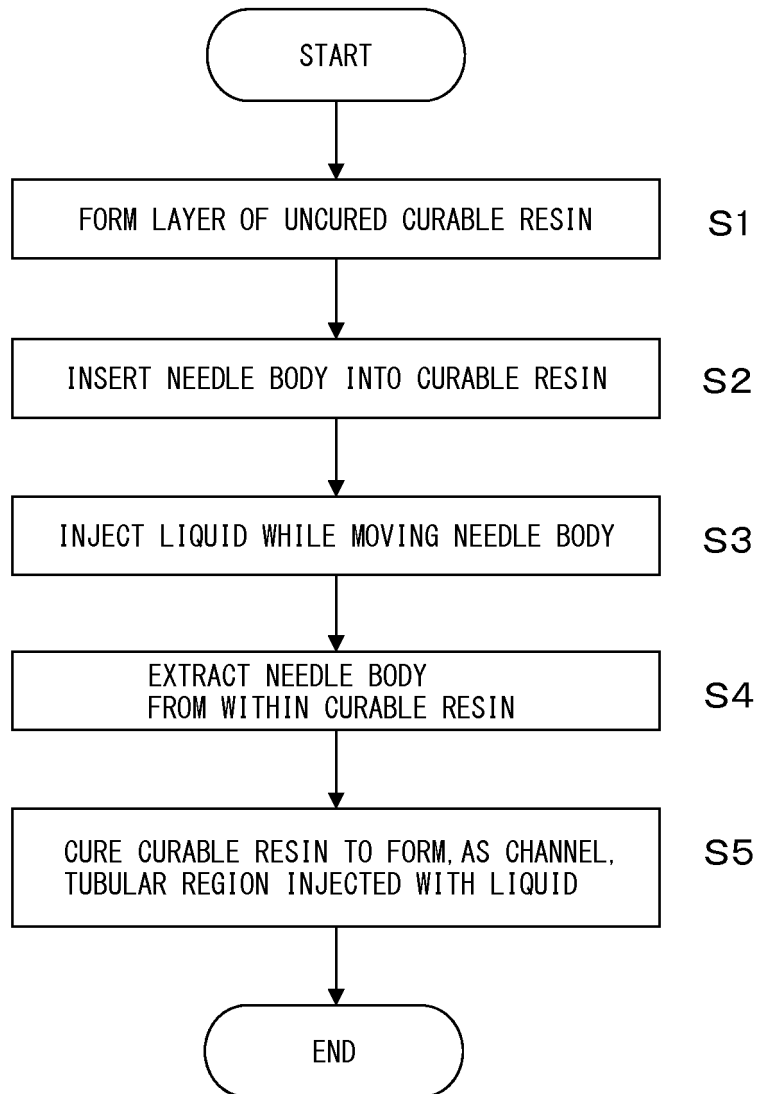 START
FORM LAYER OF UNCURED CURABLE RESIN
S1
INSERT NEEDLE BODY INTO CURABLE RESIN
S2
INJECT LIQUID WHILE MOVING NEEDLE BODY
S3
EXTRACT NEEDLE BODY
FROM WITHIN CURABLE RESIN
S4
CURE CURABLE RESIN TO FORM, AS CHANNEL,
TUBULAR REGION INJECTED WITH LIQUID
S5
END